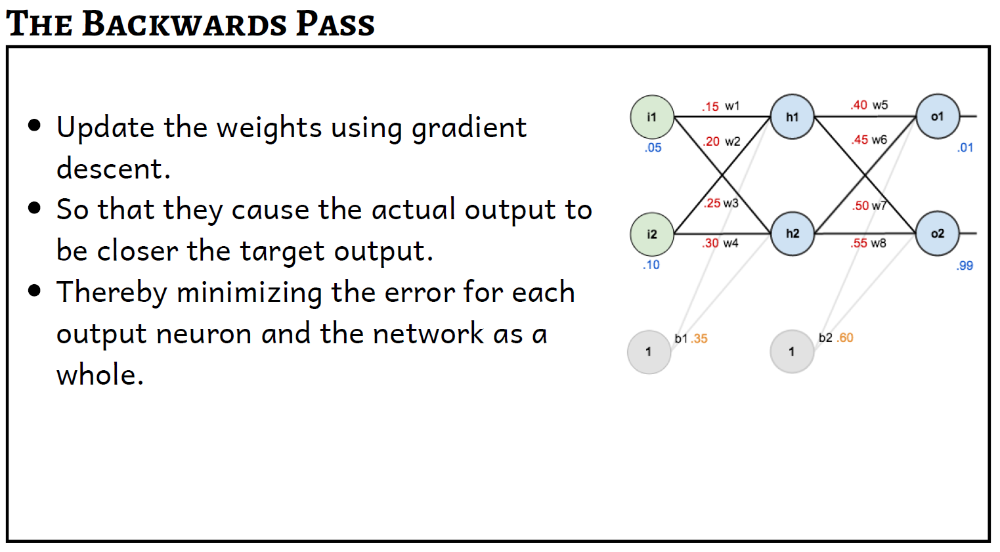 The Backwards Pass
• Update the weights using gradient
descent.
• So that they cause the actual output to
be closer the target output.
• Thereby minimizing the error for each
output neuron and the network as a
whole.
i1
.05
.15 w1
.20 w2
h1
.40 w5
.45 w6
o1
.01
i2
.10
.25 w3
.30 w4
h2
.50 w7
.55 w8
o2
.99
1
b1 .35
1
b2 .60